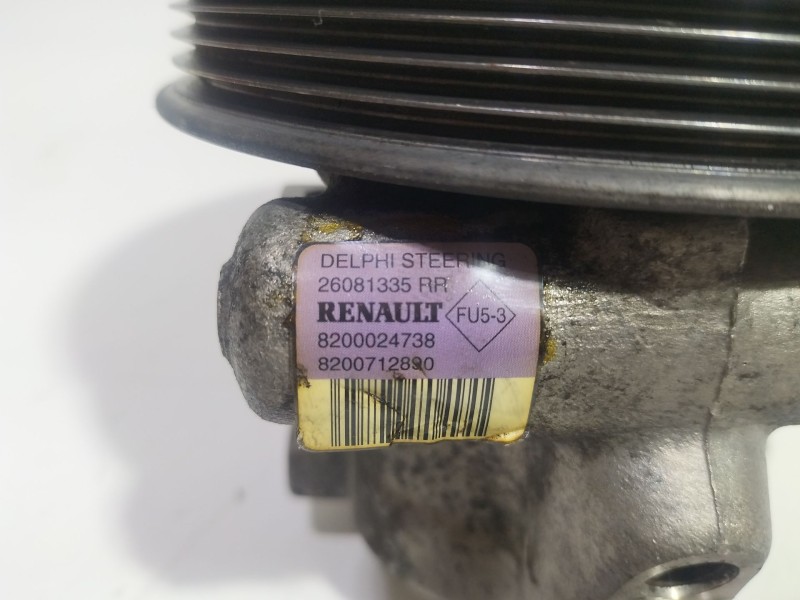 DELPHI STEERING
26081335 RR
RENAULT FU5-3
8200024738
8200712890